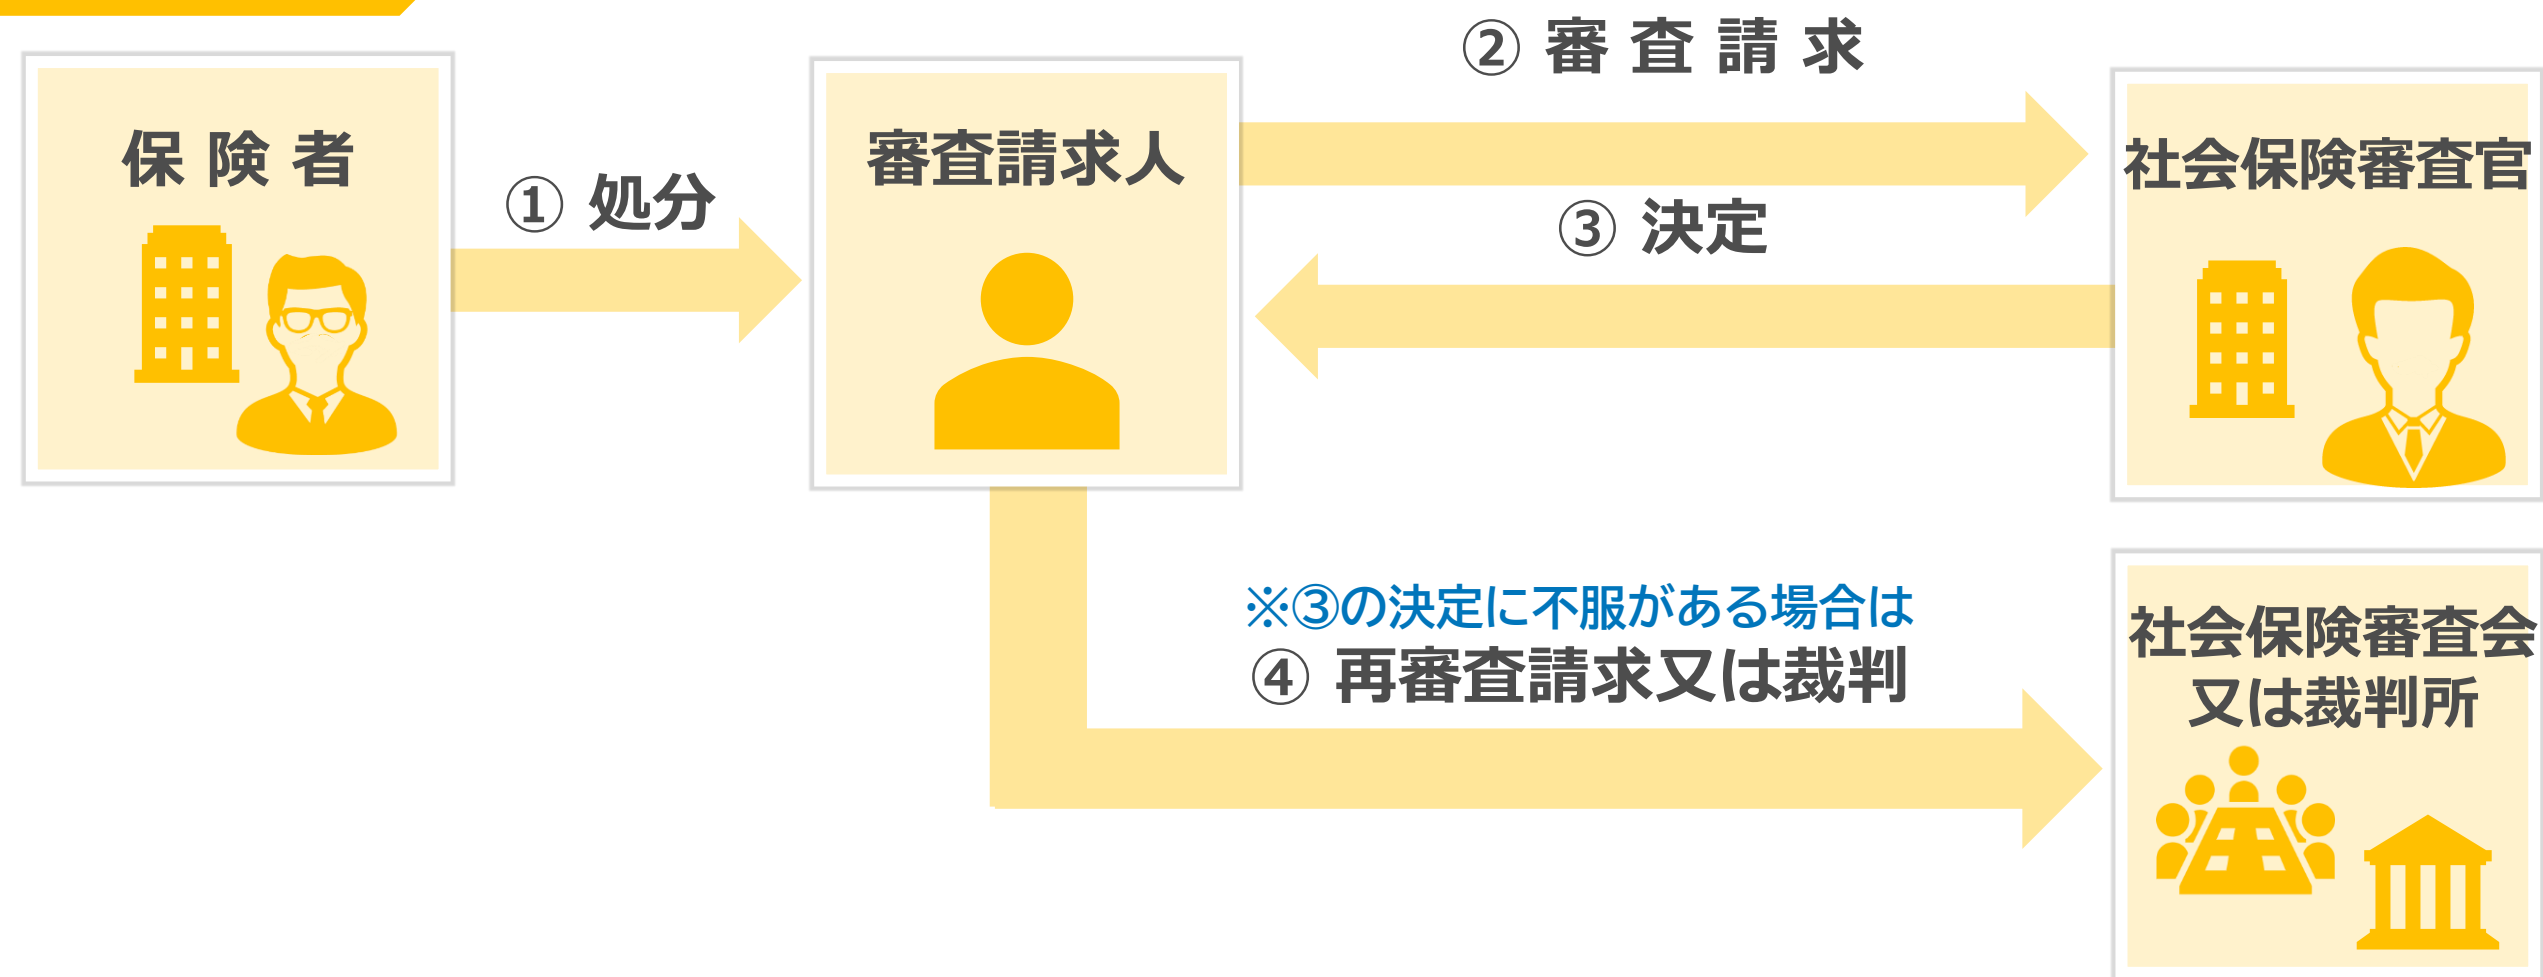 保険者
① 処分
審査請求人
② 審査請求
③ 決定
社会保険審査官
※③の決定に不服がある場合は
④ 再審査請求又は裁判
社会保険審査会
又は裁判所